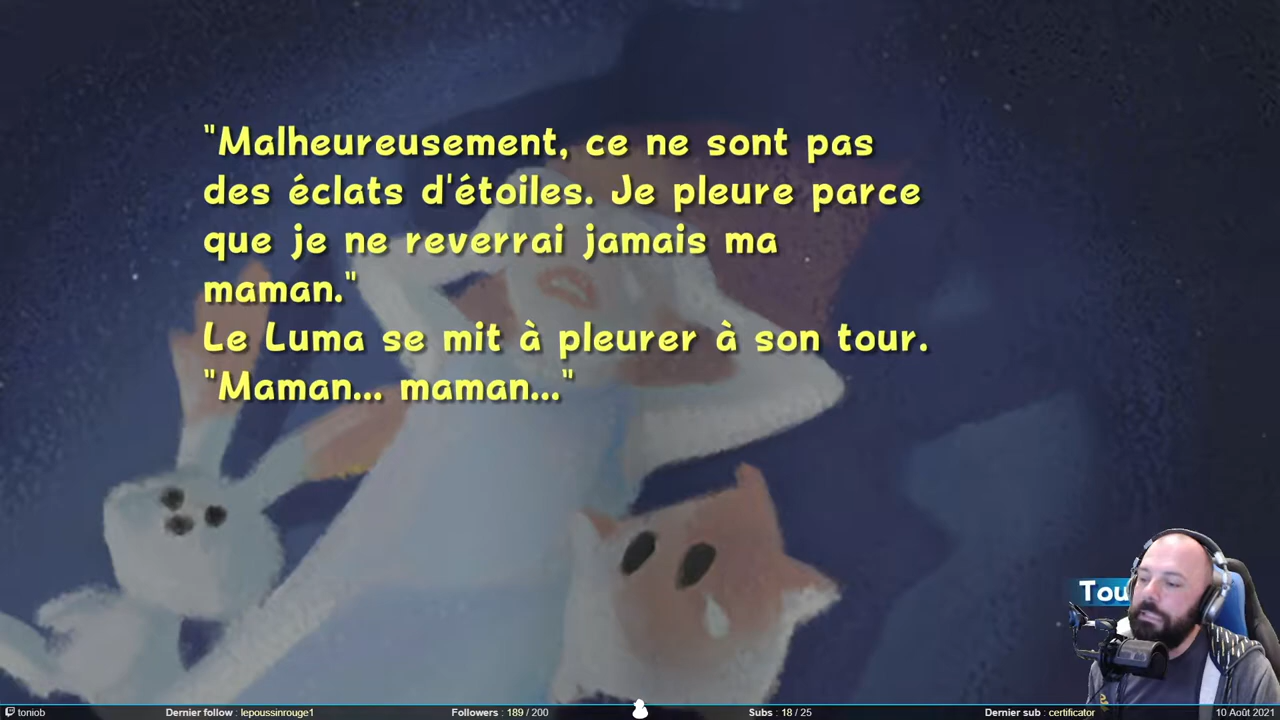 "Malheureusement, ce ne sont pas
des éclats d'étoiles. Je pleure parce
que je ne reverrai jamais ma
maman."
Le Luma se mit à pleurer à son tour.
"Maman... maman..."
Tou
toniob
Dernier follow : lepoussinrouge1
Followers : 189 / 200
Subs : 18 / 25
Dernier sub : certificator
10 Août 2021